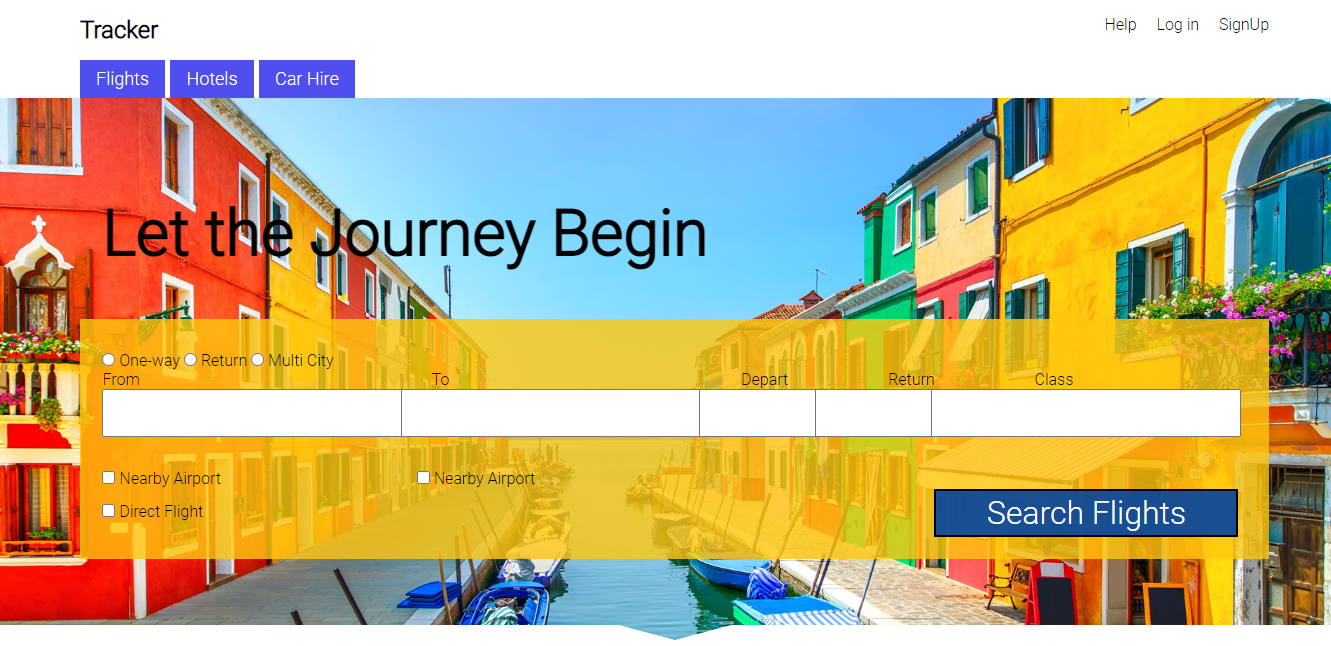 Tracker
Help Log in SignUp
Flights Hotels Car Hire
Let the Journey Begin
One-way Return Multi City
From To Depart Return Class
Nearby Airport Nearby Airport
Direct Flight
Search Flights